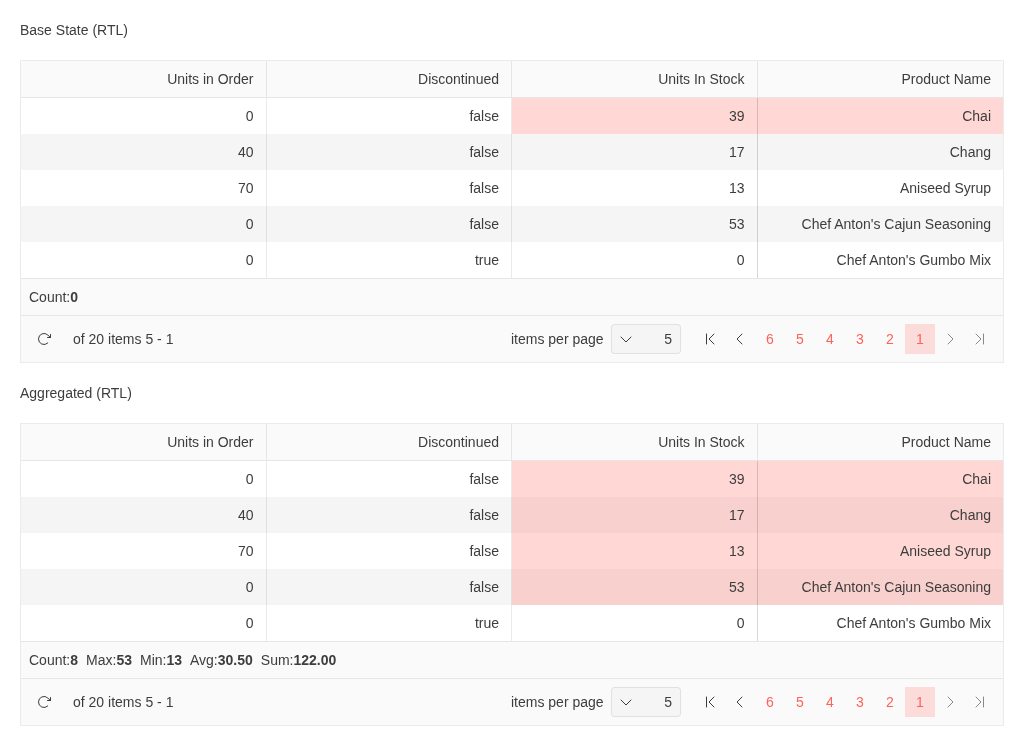 Base State (RTL)
Units in Order Discontinued Units In Stock Product Name
0 false 39 Chai
40 false 17 Chang
70 false 13 Aniseed Syrup
0 false 53 Chef Anton's Cajun Seasoning
0 true 0 Chef Anton's Gumbo Mix
Count:0
of 20 items 5 - 1 items per page 5 6 5 4 3 2 1
Aggregated (RTL)
Units in Order Discontinued Units In Stock Product Name
0 false 39 Chai
40 false 17 Chang
70 false 13 Aniseed Syrup
0 false 53 Chef Anton's Cajun Seasoning
0 true 0 Chef Anton's Gumbo Mix
Count:8 Max:53 Min:13 Avg:30.50 Sum:122.00
of 20 items 5 - 1 items per page 5 6 5 4 3 2 1